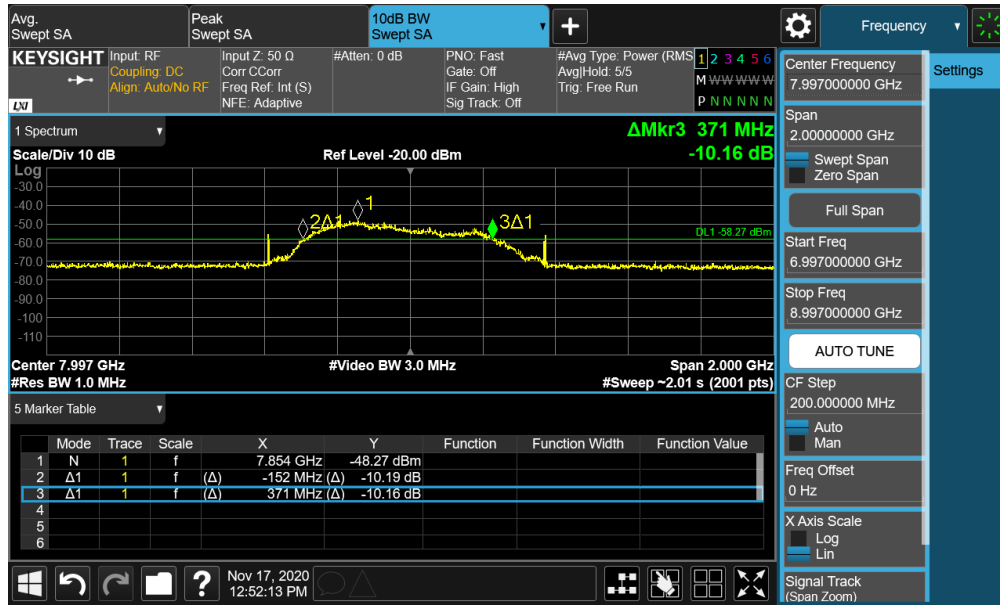 Avg.
Swept SA
Peak
Swept SA
10dB BW
Swept SA
Frequency
KEYSIGHT
LXI
Input: RF
Coupling: DC
Align: Auto/No RF
Input Z: 50 Ω
Corr CCorr
Freq Ref: Int (S)
NFE: Adaptive
#Atten: 0 dB
PNO: Fast
Gate: Off
IF Gain: High
Sig Track: Off
#Avg Type: Power (RMS
Avg|Hold: 5/5
Trig: Free Run
1 2 3 4 5 6
M W W W W W
P N N N N N
1 Spectrum
ΔMkr3 371 MHz
-10.16 dB
Scale/Div 10 dB
Ref Level -20.00 dBm
Log
-30.0
-40.0
-50.0
-60.0
-70.0
-80.0
-90.0
-100
-110
2Δ1
1
3Δ1
DL1 -58.27 dBm
Center 7.997 GHz
#Video BW 3.0 MHz
Span 2.000 GHz
#Res BW 1.0 MHz
#Sweep ~2.01 s (2001 pts)
5 Marker Table
Mode Trace Scale X Y Function Function Width Function Value
1 N 1 f 7.854 GHz -48.27 dBm
2 Δ1 1 f (Δ) -152 MHz (Δ) -10.19 dB
3 Δ1 1 f (Δ) 371 MHz (Δ) -10.16 dB
4
5
6
Nov 17, 2020
12:52:13 PM
Center Frequency
7.997000000 GHz
Span
2.00000000 GHz
Swept Span
Zero Span
Full Span
Start Freq
6.997000000 GHz
Stop Freq
8.997000000 GHz
AUTO TUNE
CF Step
200.000000 MHz
Auto
Man
Freq Offset
0 Hz
X Axis Scale
Log
Lin
Signal Track
(Span Zoom)
Settings